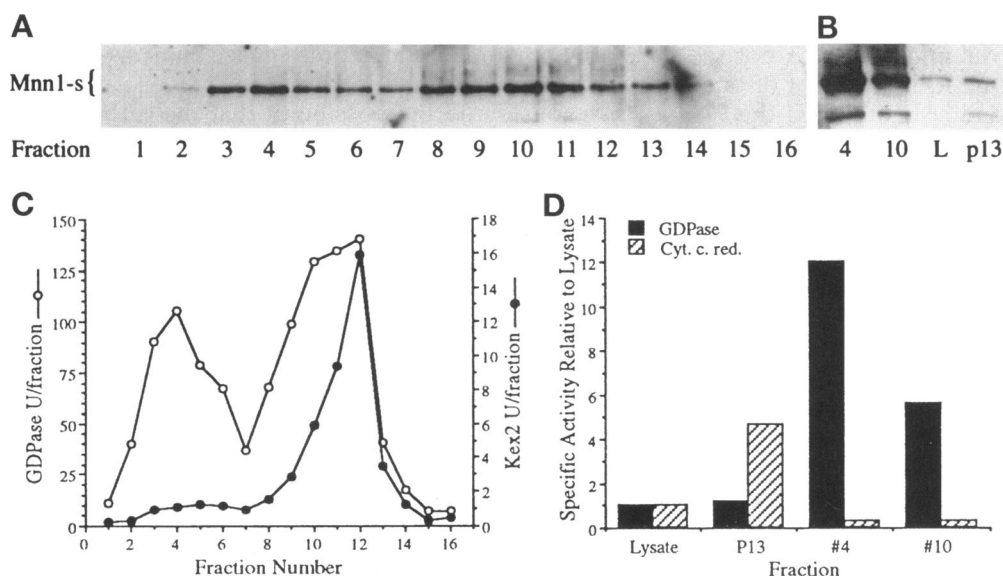 A
B
Mnn1-s{
Fraction 1 2 3 4 5 6 7 8 9 10 11 12 13 14 15 16
4 10 L p13
C
GDPase U/fraction
150
125
100
75
50
25
0
Kex2 U/fraction
18
16
14
12
10
8
6
4
2
0
0 2 4 6 8 10 12 14 16
Fraction Number
D
GDPase
Cyt. c. red.
Specific Activity Relative to Lysate
14
12
10
8
6
4
2
0
Lysate P13 #4 #10
Fraction